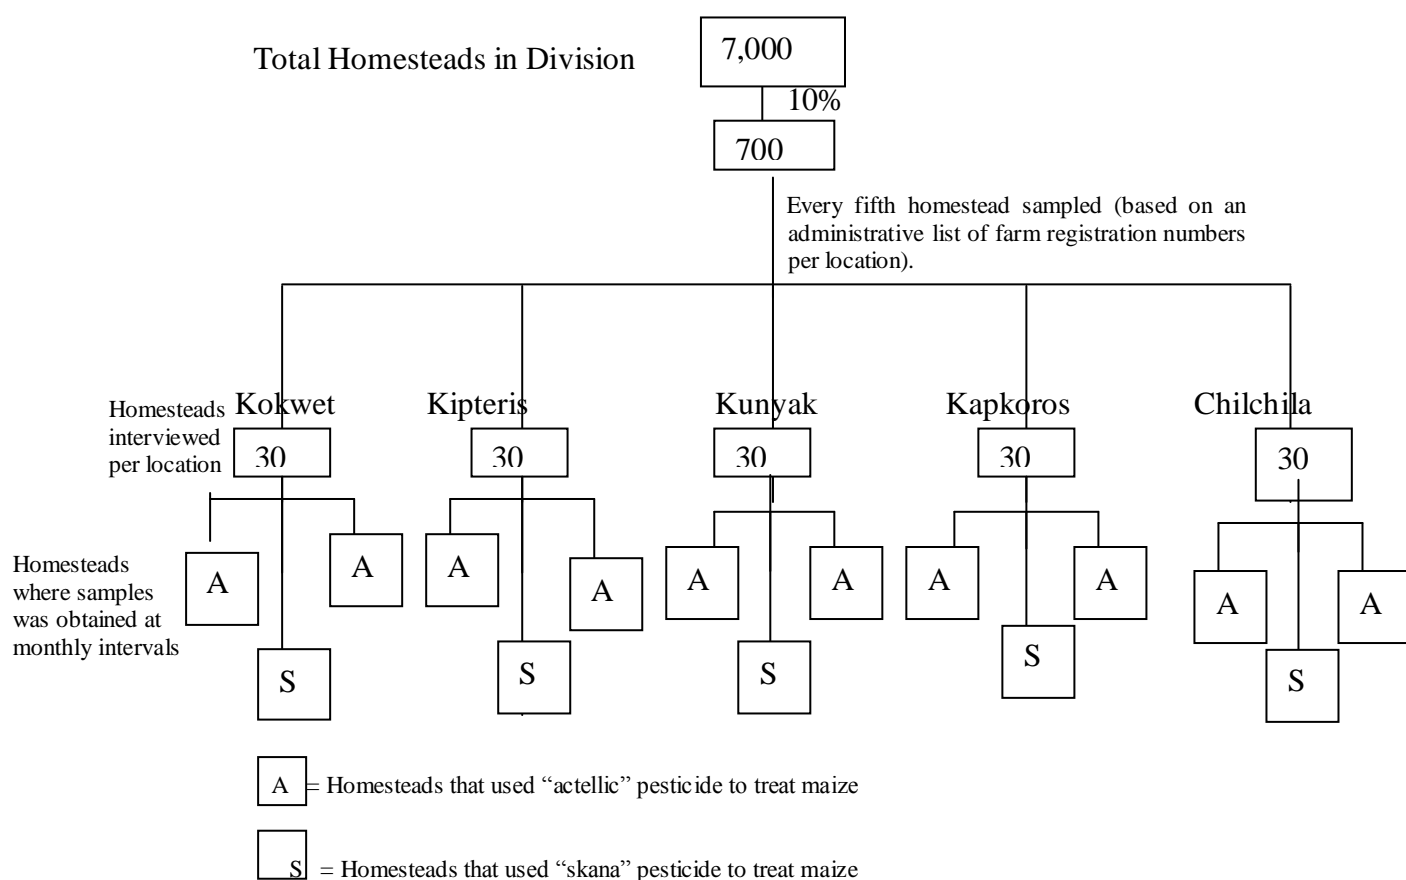 Total Homesteads in Division
7,000
10%
700
Every fifth homestead sampled (based on an
administrative list of farm registration numbers
per location).
Homesteads
interviewed
per location
Kokwet
Kipteris
Kunyak
Kapkoros
Chilchila
30
30
30
30
30
Homesteads
where samples
was obtained at
monthly intervals
A
A
A
A
A
A
A
A
A
A
S
S
S
S
S
A = Homesteads that used “actellic” pesticide to treat maize
S = Homesteads that used “skana” pesticide to treat maize